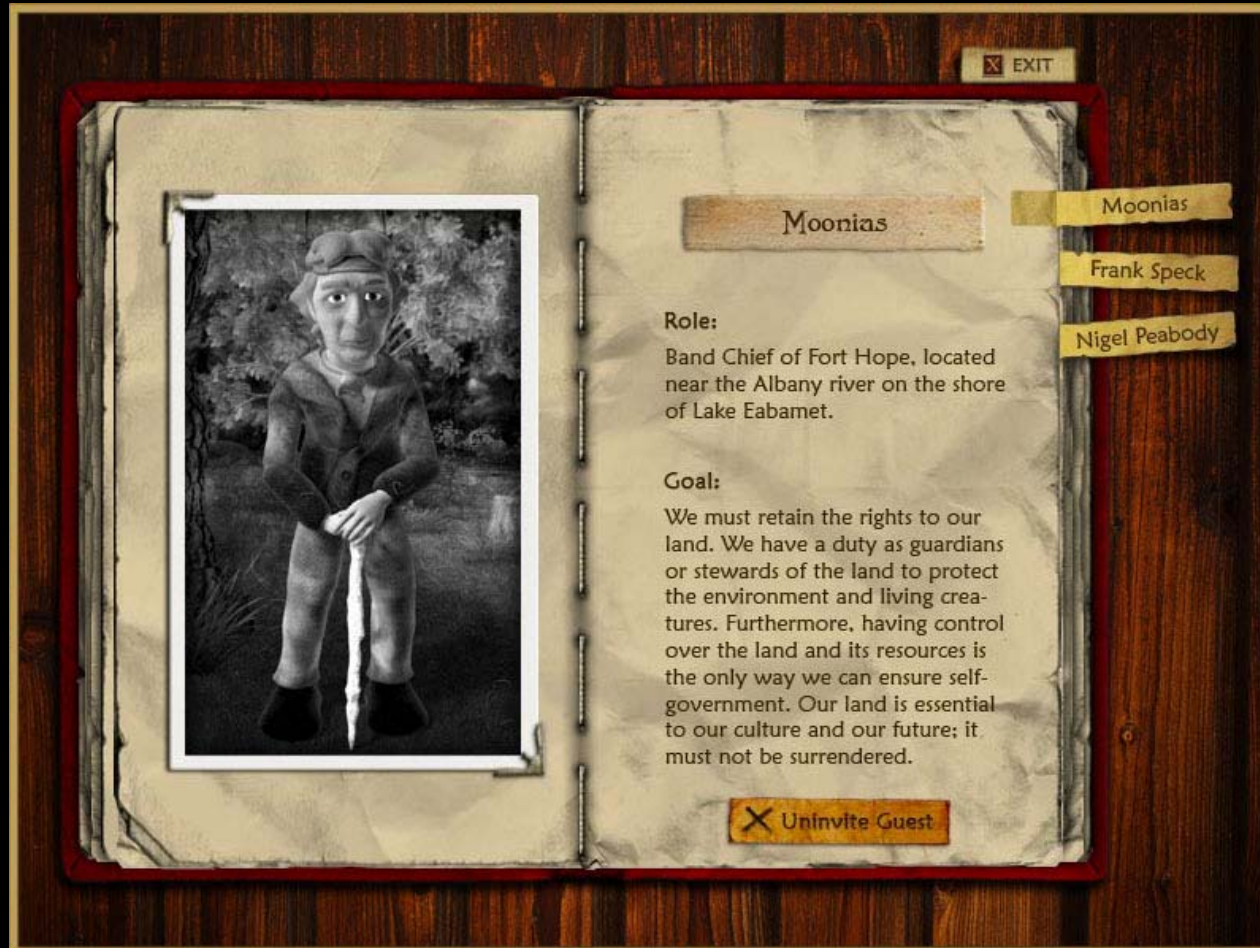 X EXIT
Moonias
Moonias
Frank Speck
Nigel Peabody
Role:
Band Chief of Fort Hope, located
near the Albany river on the shore
of Lake Eabamet.
Goal:
We must retain the rights to our
land. We have a duty as guardians
or stewards of the land to protect
the environment and living crea-
tures. Furthermore, having control
over the land and its resources is
the only way we can ensure self-
government. Our land is essential
to our culture and our future; it
must not be surrendered.
Uninvite Guest